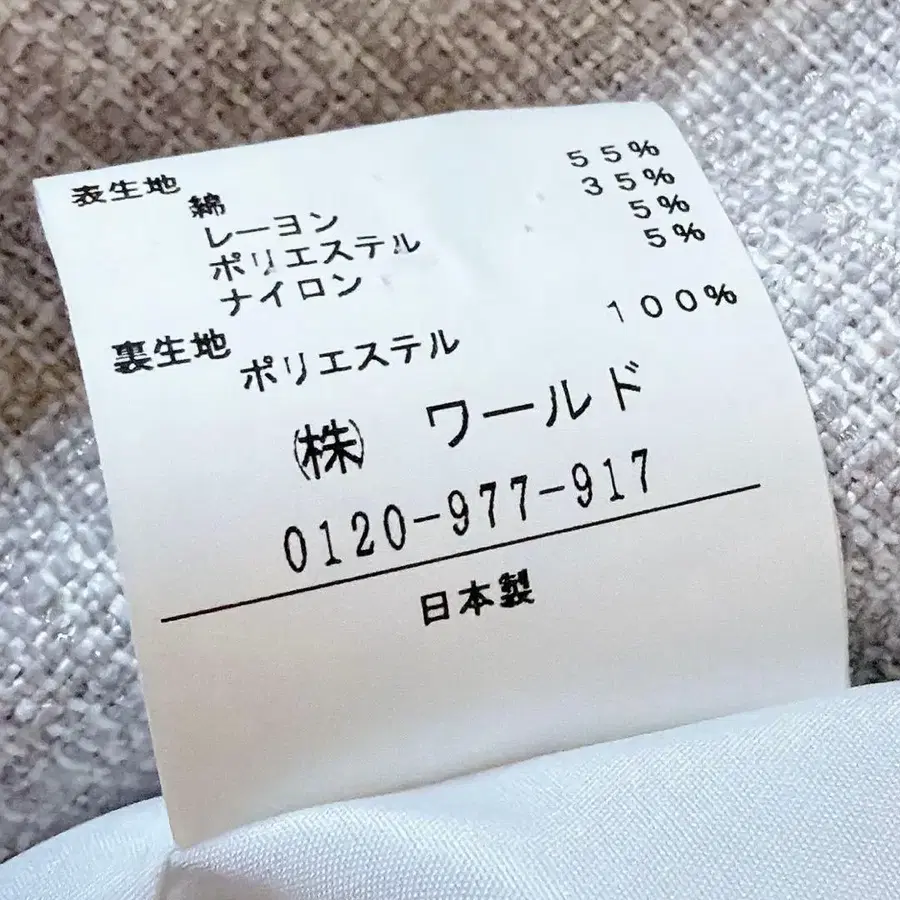 表生地
綿 55%
レーヨン 35%
ポリエステル 5%
ナイロン 5%
裏生地
ポリエステル 100%
㈱ ワールド
0120-977-917
日本製